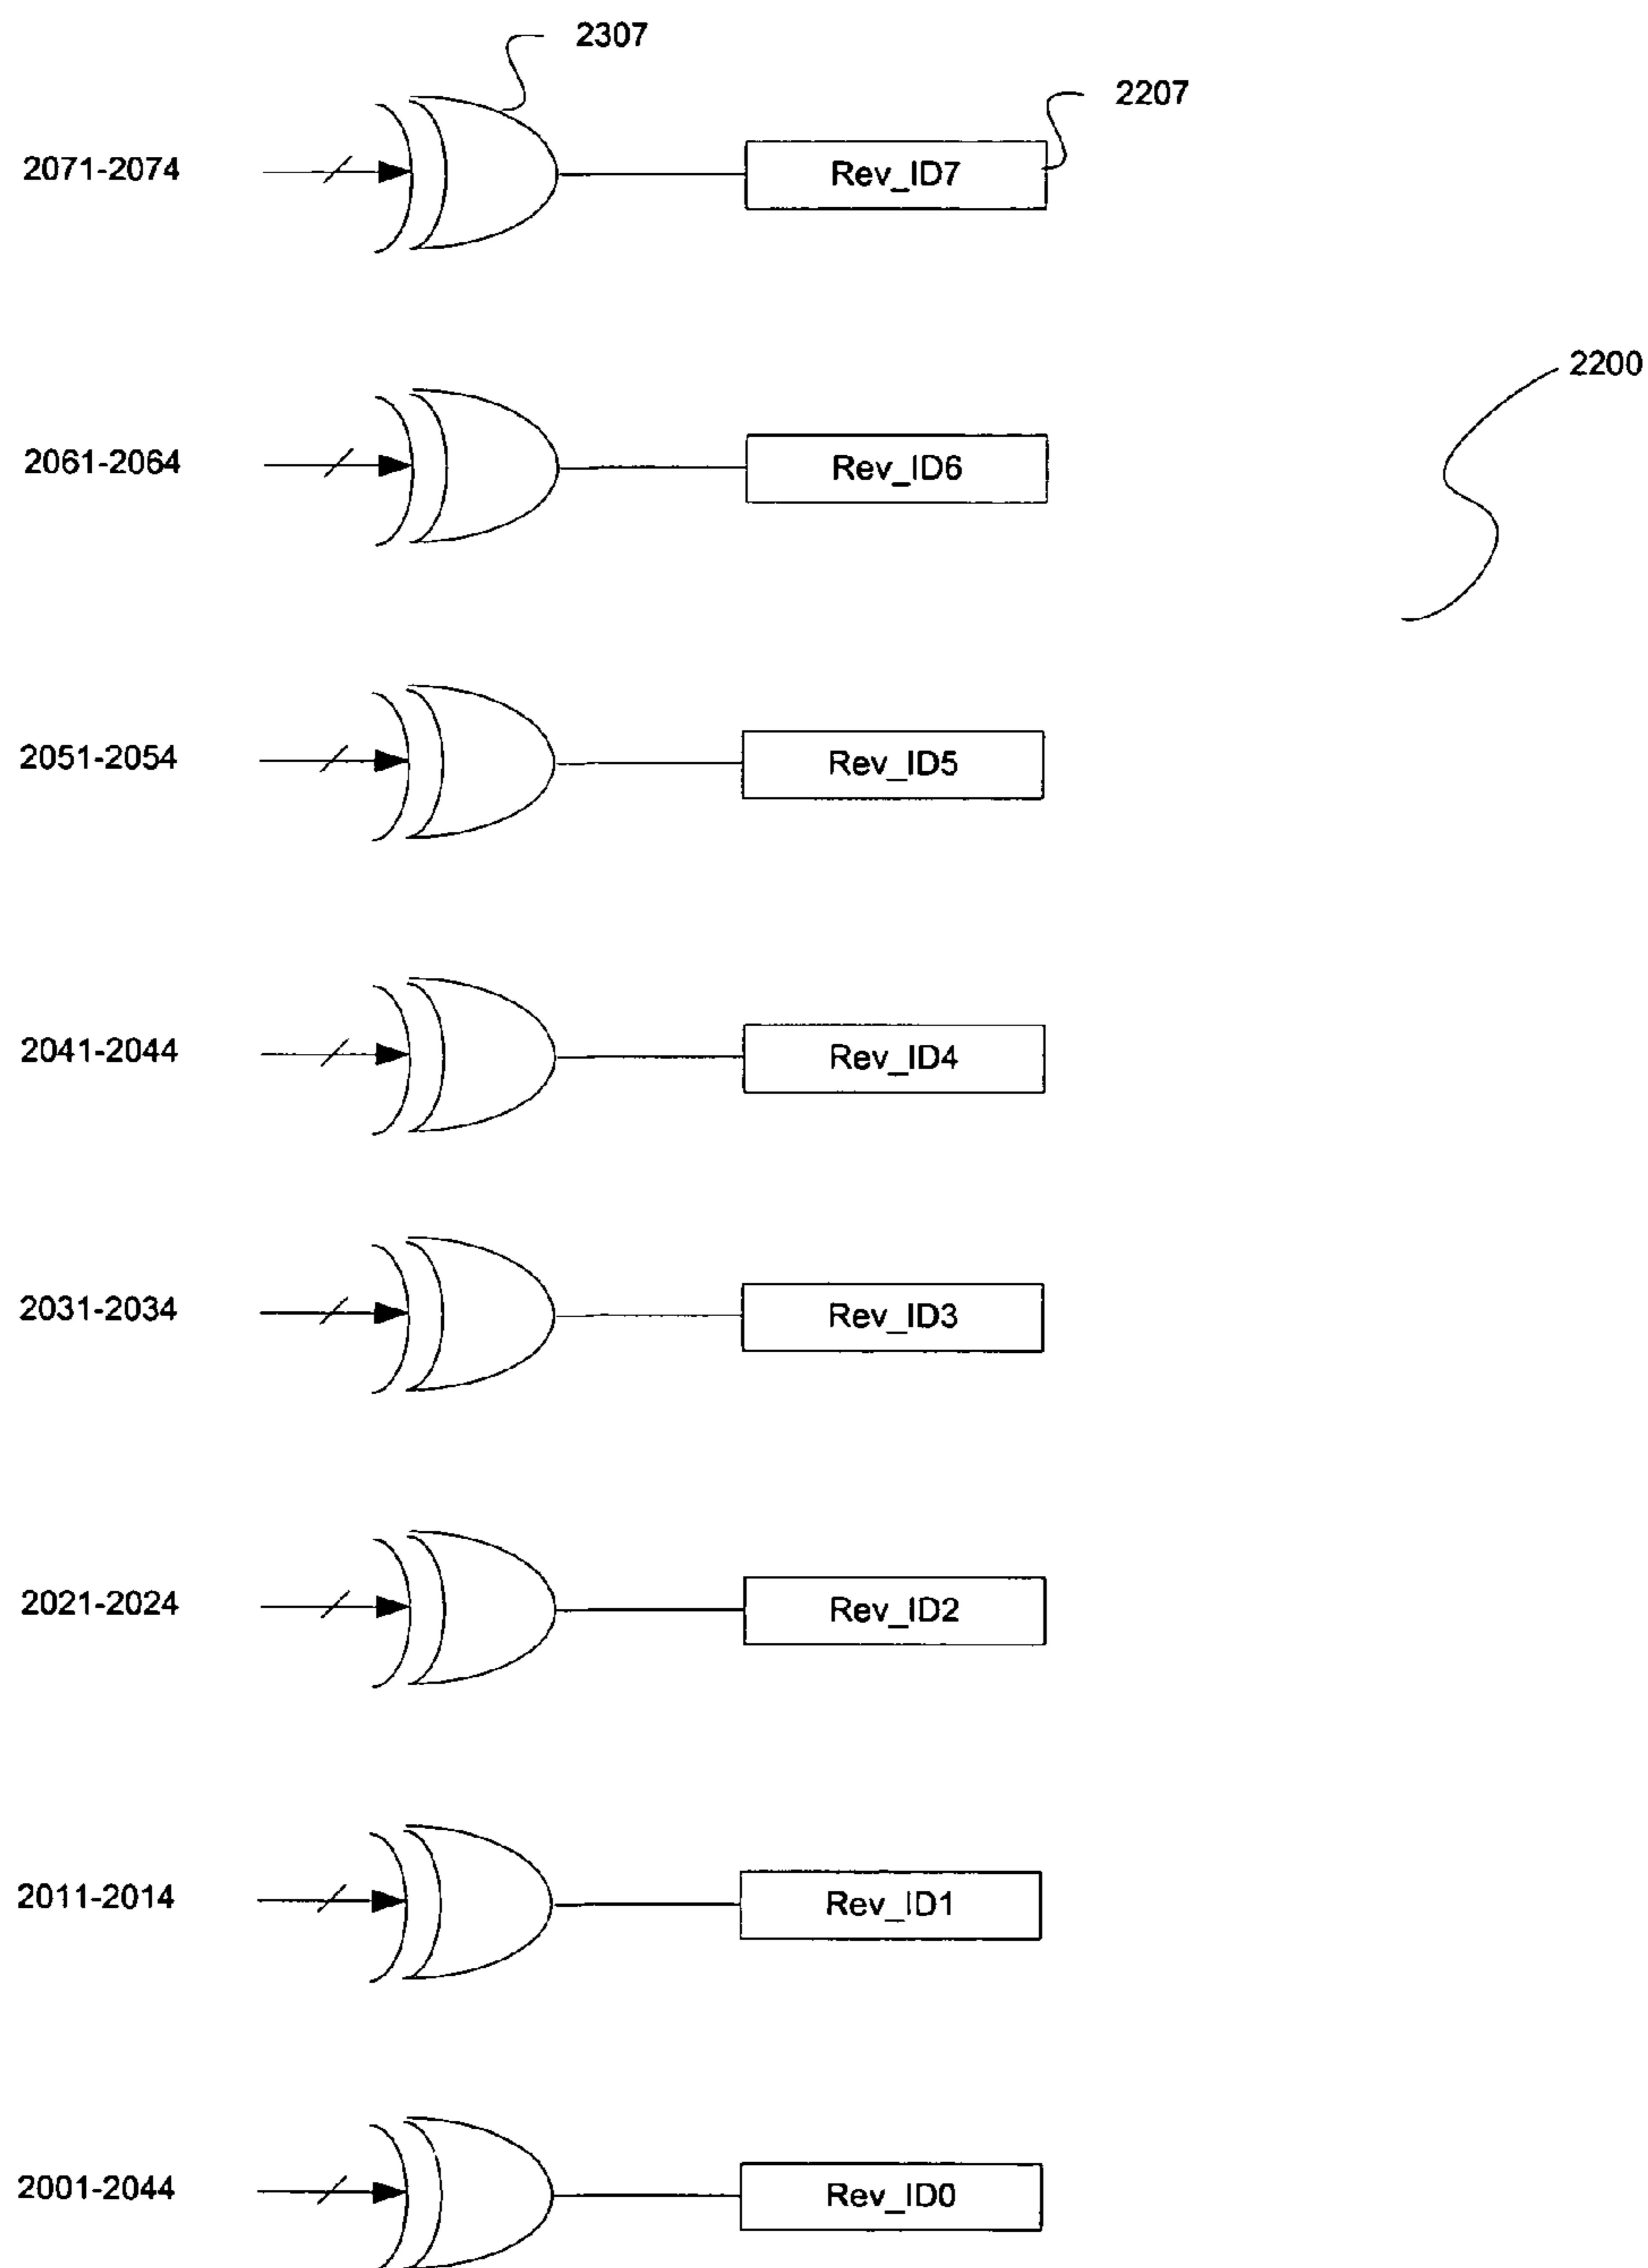 2307
2207
2071-2074
Rev_ID7
2200
2061-2064
Rev_ID6
2051-2054
Rev_ID5
2041-2044
Rev_ID4
2031-2034
Rev_ID3
2021-2024
Rev_ID2
2011-2014
Rev_ID1
2001-2044
Rev_ID0